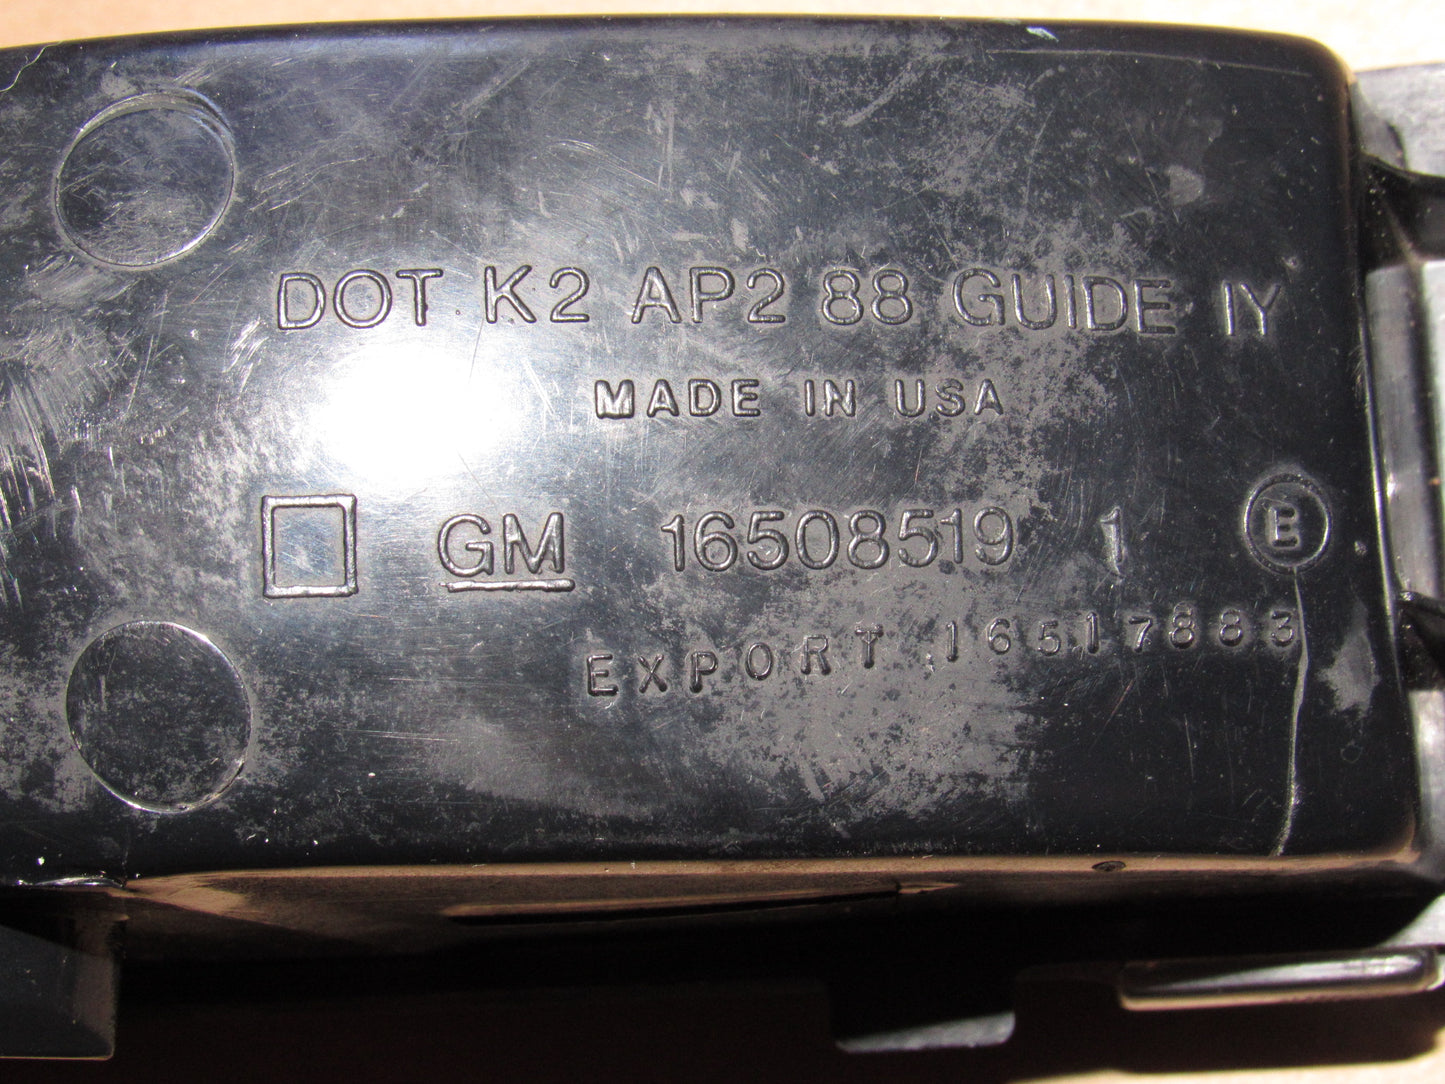 DOT K2 AP2 88 GUIDE IY
MADE IN USA
GM 16508519 1 E
EXPORT 16517883